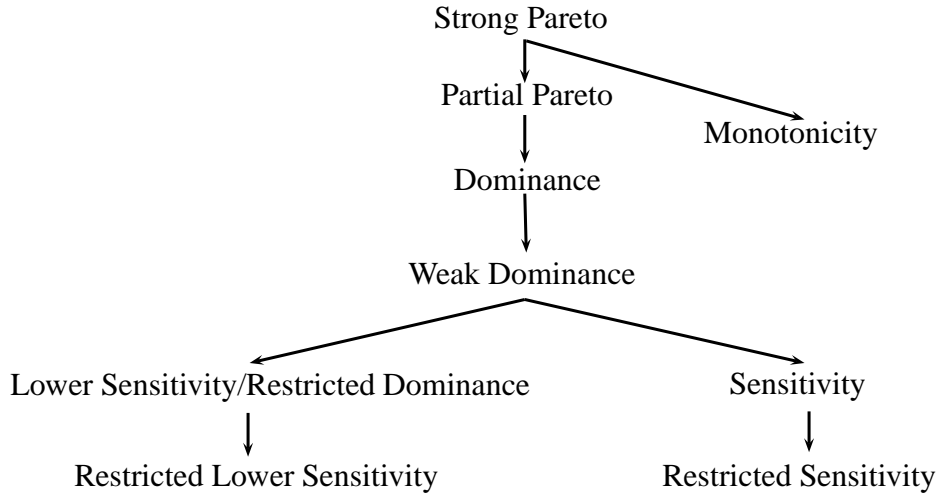 Strong Pareto
Partial Pareto
Monotonicity
Dominance
Weak Dominance
Lower Sensitivity/Restricted Dominance
Sensitivity
Restricted Lower Sensitivity
Restricted Sensitivity